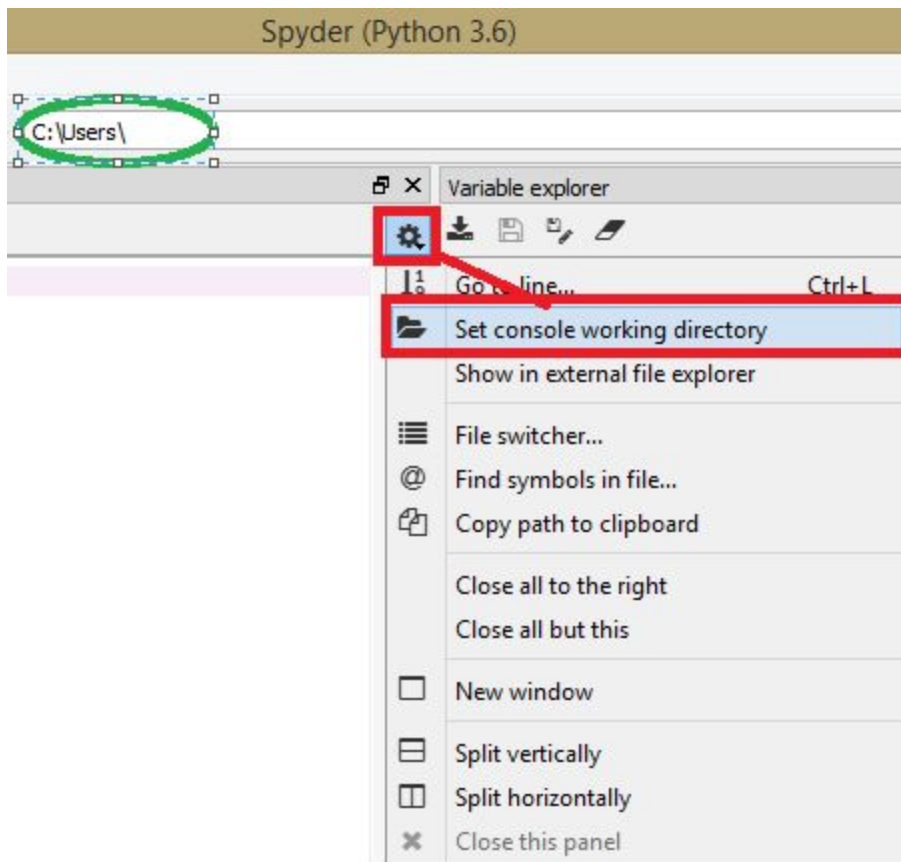 Spyder (Python 3.6)
C:\Users\
Variable explorer
Go to line... Ctrl+L
Set console working directory
Show in external file explorer
File switcher...
@ Find symbols in file...
Copy path to clipboard
Close all to the right
Close all but this
New window
Split vertically
Split horizontally
Close this panel